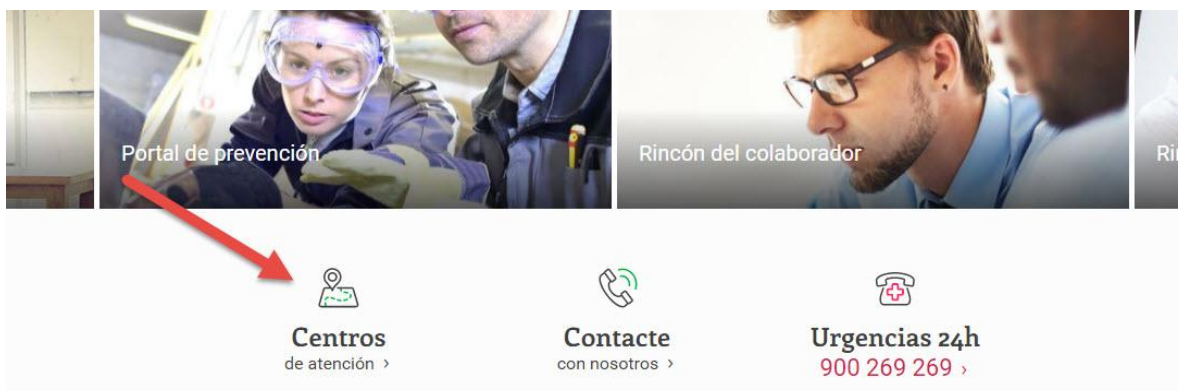 Portal de prevención
Rincón del colaborador
Centros
de atención ›
Contacte
con nosotros ›
Urgencias 24h
900 269 269 ›